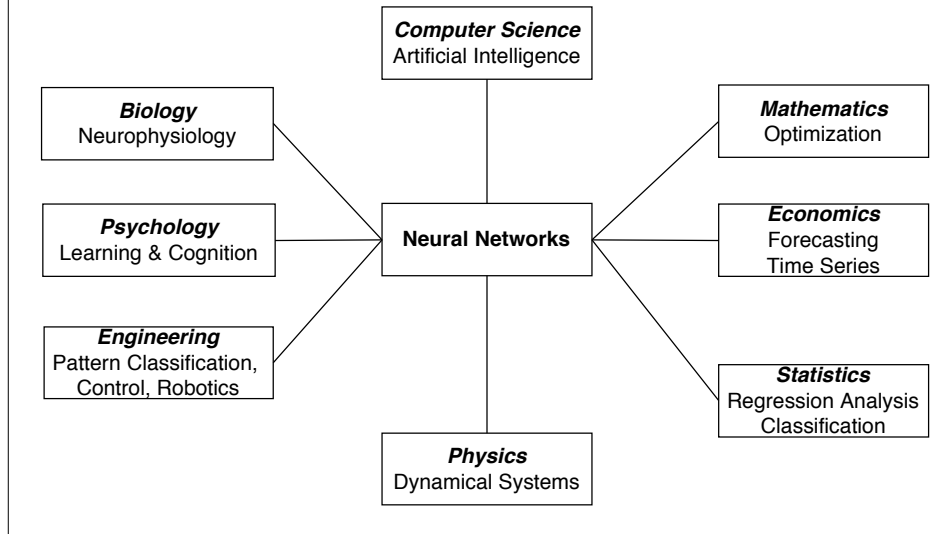 Computer Science
Artificial Intelligence
Biology
Neurophysiology
Mathematics
Optimization
Psychology
Learning & Cognition
Neural Networks
Economics
Forecasting
Time Series
Engineering
Pattern Classification,
Control, Robotics
Statistics
Regression Analysis
Classification
Physics
Dynamical Systems